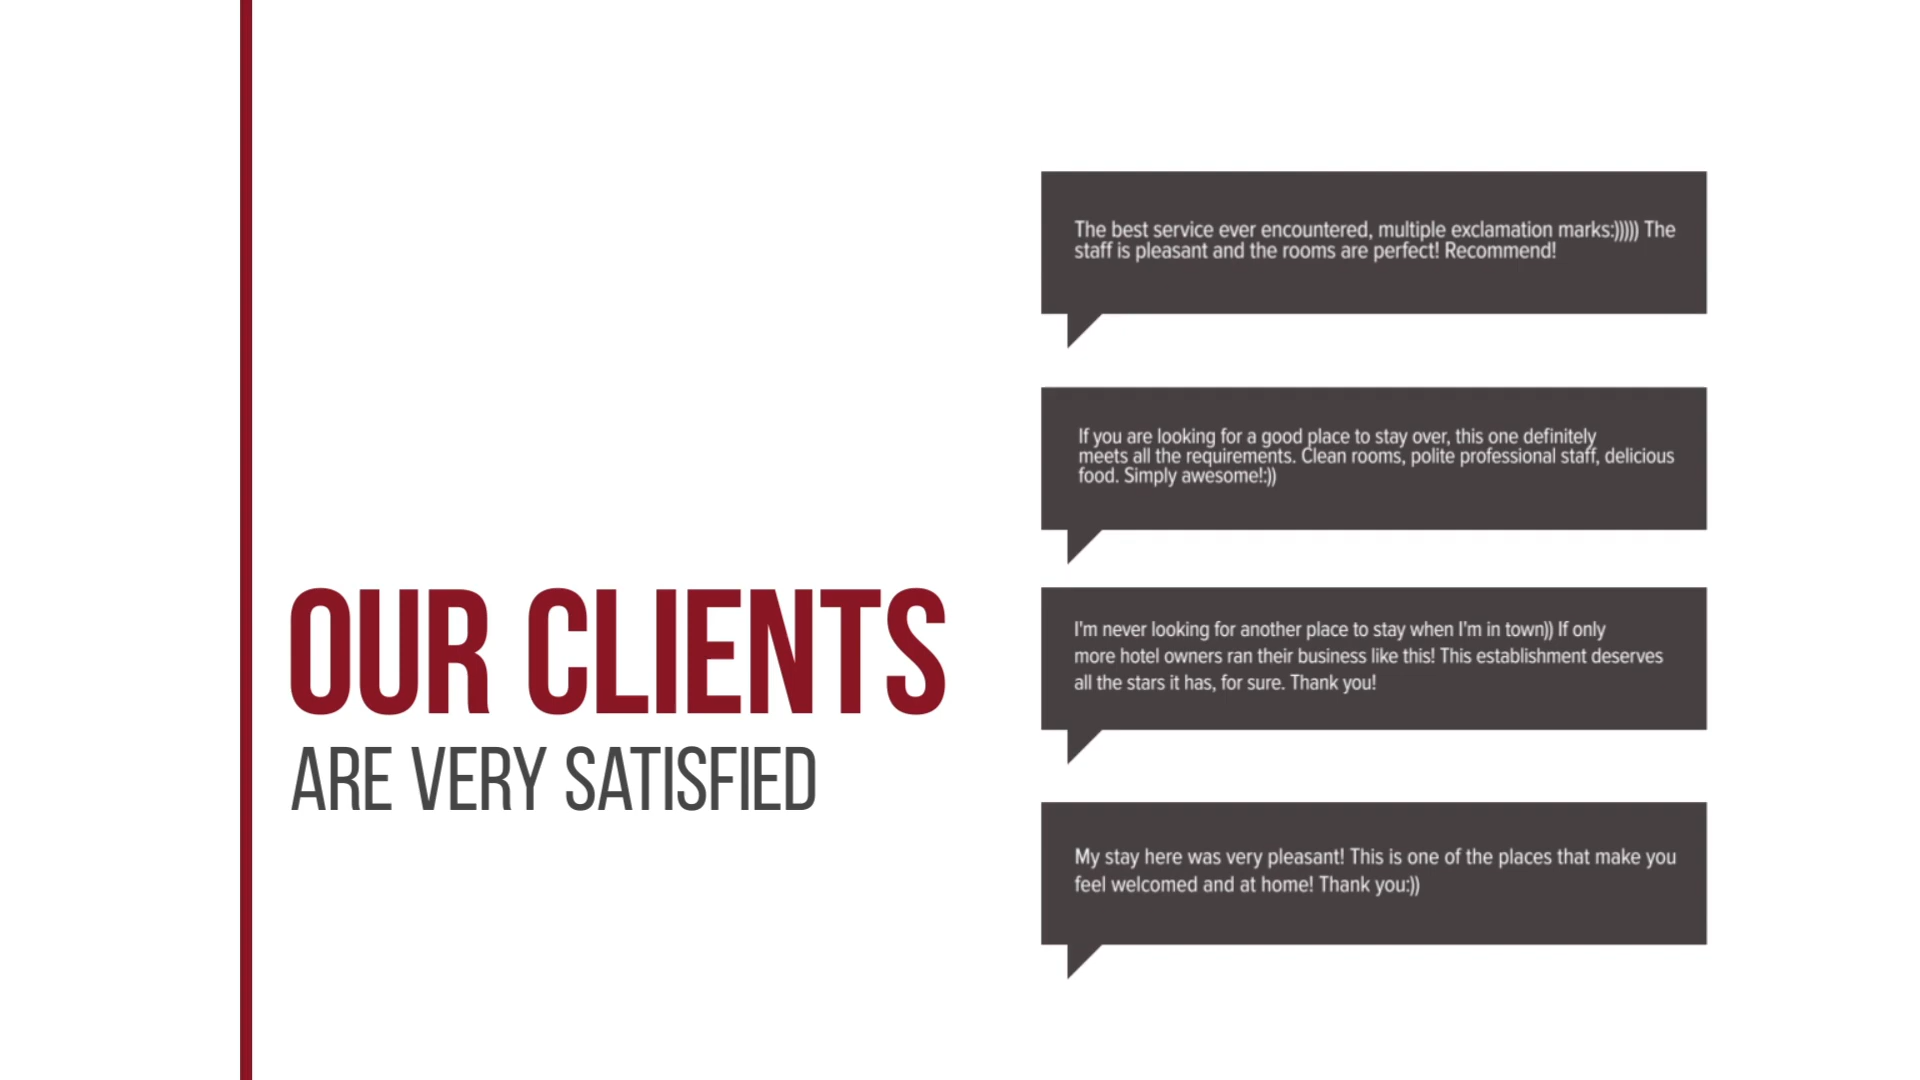 OUR CLIENTS
ARE VERY SATISFIED
The best service ever encountered, multiple exclamation marks:))))) The
staff is pleasant and the rooms are perfect! Recommend!
If you are looking for a good place to stay over, this one definitely
meets all the requirements. Clean rooms, polite professional staff, delicious
food. Simply awesome!:))
I'm never looking for another place to stay when I'm in town)) If only
more hotel owners ran their business like this! This establishment deserves
all the stars it has, for sure. Thank you!
My stay here was very pleasant! This is one of the places that make you
feel welcomed and at home! Thank you:))